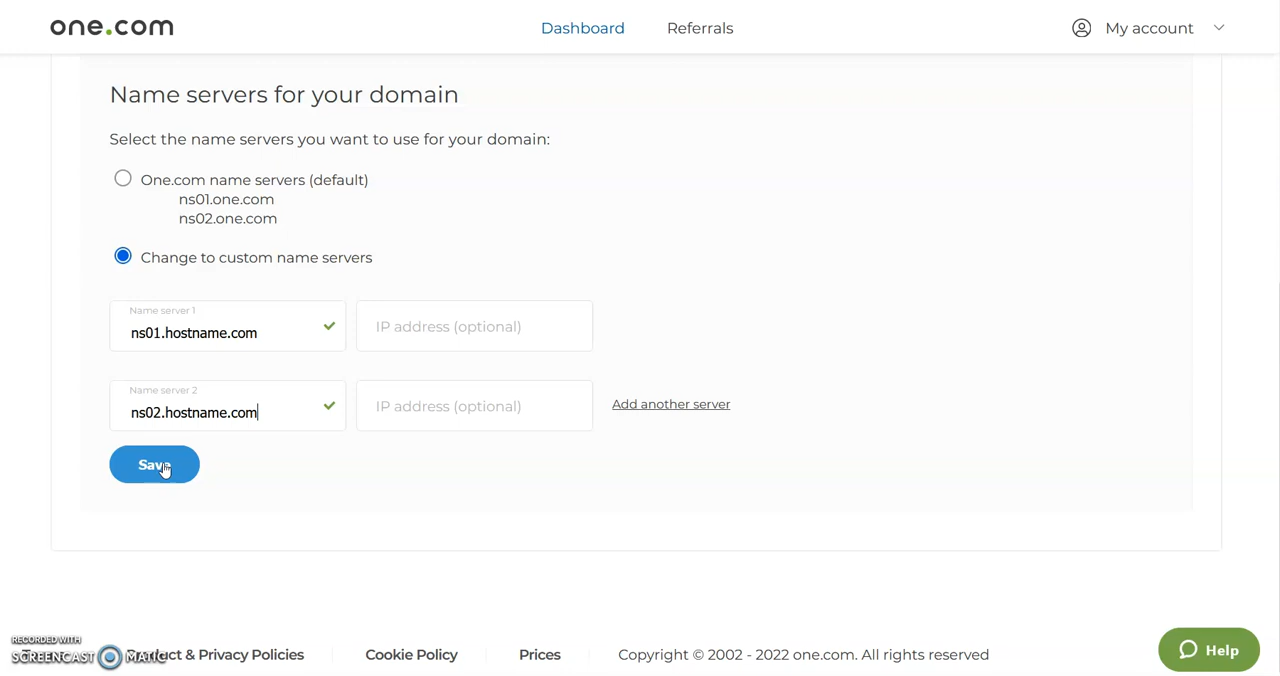 one.com
Dashboard
Referrals
My account
Name servers for your domain
Select the name servers you want to use for your domain:
One.com name servers (default)
ns01.one.com
ns02.one.com
Change to custom name servers
Name server 1
ns01.hostname.com
IP address (optional)
Name server 2
ns02.hostname.com
IP address (optional)
Add another server
Save
RECORDED WITH
SCREENCAST MATIC
& Privacy Policies
Cookie Policy
Prices
Copyright © 2002 - 2022 one.com. All rights reserved
Help